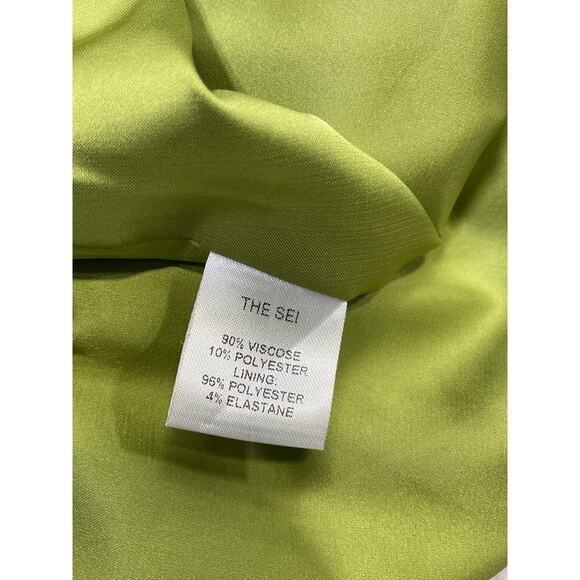 THE SEI
90% VISCOSE
10% POLYESTER
LINING:
96% POLYESTER
4% ELASTANE